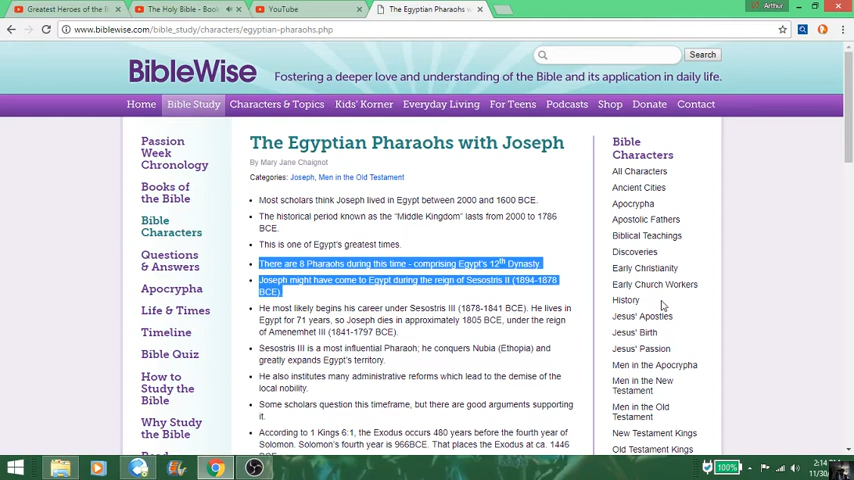 Greatest Heroes of the B
The Holy Bible - Book
YouTube
The Egyptian Pharaohs w
Arthur
www.biblewise.com/bible_study/characters/egyptian-pharaohs.php
Search
BibleWise
Fostering a deeper love and understanding of the Bible and its application in daily life.
Home
Bible Study
Characters & Topics
Kids' Korner
Everyday Living
For Teens
Podcasts
Shop
Donate
Contact
Passion
Week
Chronology
Books of
the Bible
Bible
Characters
Questions
& Answers
Apocrypha
Life & Times
Timeline
Bible Quiz
How to
Study the
Bible
Why Study
the Bible
Read
The Egyptian Pharaohs with Joseph
By Mary Jane Chaignot
Categories: Joseph, Men in the Old Testament
Most scholars think Joseph lived in Egypt between 2000 and 1600 BCE.
The historical period known as the "Middle Kingdom" lasts from 2000 to 1786
BCE.
This is one of Egypt's greatest times.
There are 8 Pharaohs during this time - comprising Egypt's 12th Dynasty.
Joseph might have come to Egypt during the reign of Sesostris II (1894-1878
BCE).
He most likely begins his career under Sesostris III (1878-1841 BCE). He lives in
Egypt for 71 years, so Joseph dies in approximately 1805 BCE, under the reign
of Amenemhet III (1841-1797 BCE).
Sesostris III is a most influential Pharaoh; he conquers Nubia (Ethopia) and
greatly expands Egypt's territory.
He also institutes many administrative reforms which lead to the demise of the
local nobility.
Some scholars question this timeframe, but there are good arguments supporting
it.
According to 1 Kings 6:1, the Exodus occurs 480 years before the fourth year of
Solomon. Solomon's fourth year is 966BCE. That places the Exodus at ca. 1446
BCE.
Bible
Characters
All Characters
Ancient Cities
Apocrypha
Apostolic Fathers
Biblical Teachings
Discoveries
Early Christianity
Early Church Workers
History
Jesus' Apostles
Jesus' Birth
Jesus' Passion
Men in the Apocrypha
Men in the New
Testament
Men in the Old
Testament
New Testament Kings
Old Testament Kings
100%
2:14
11/30/